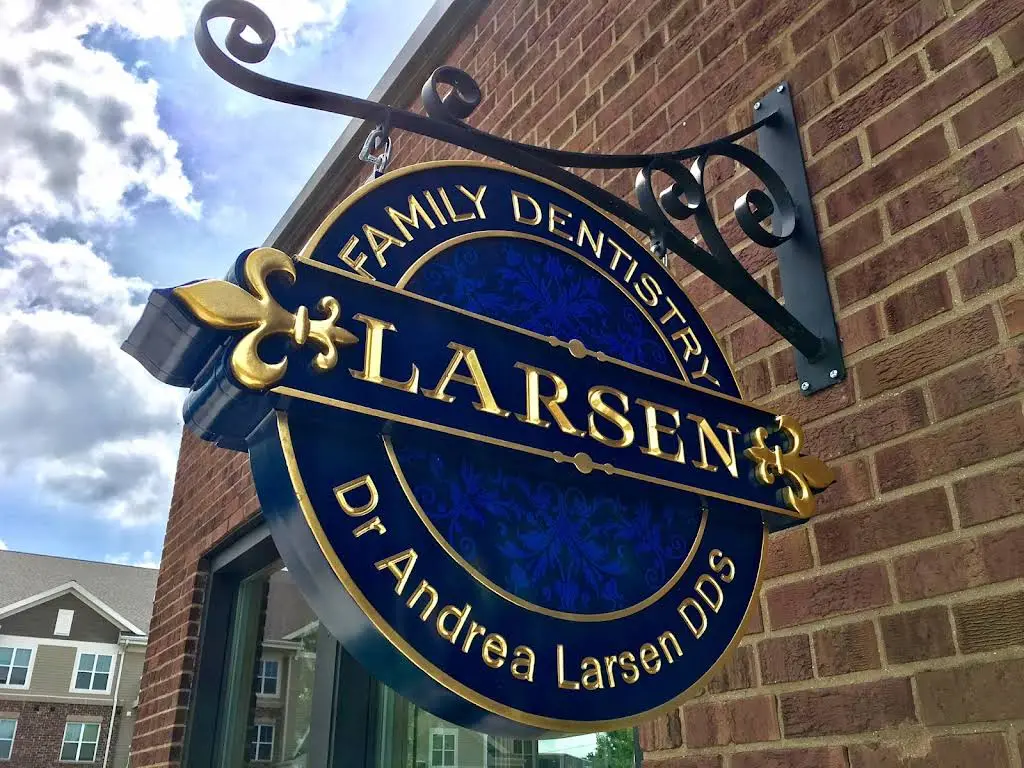 FAMILY DENTISTRY
LARSEN
Dr Andrea Larsen DDS